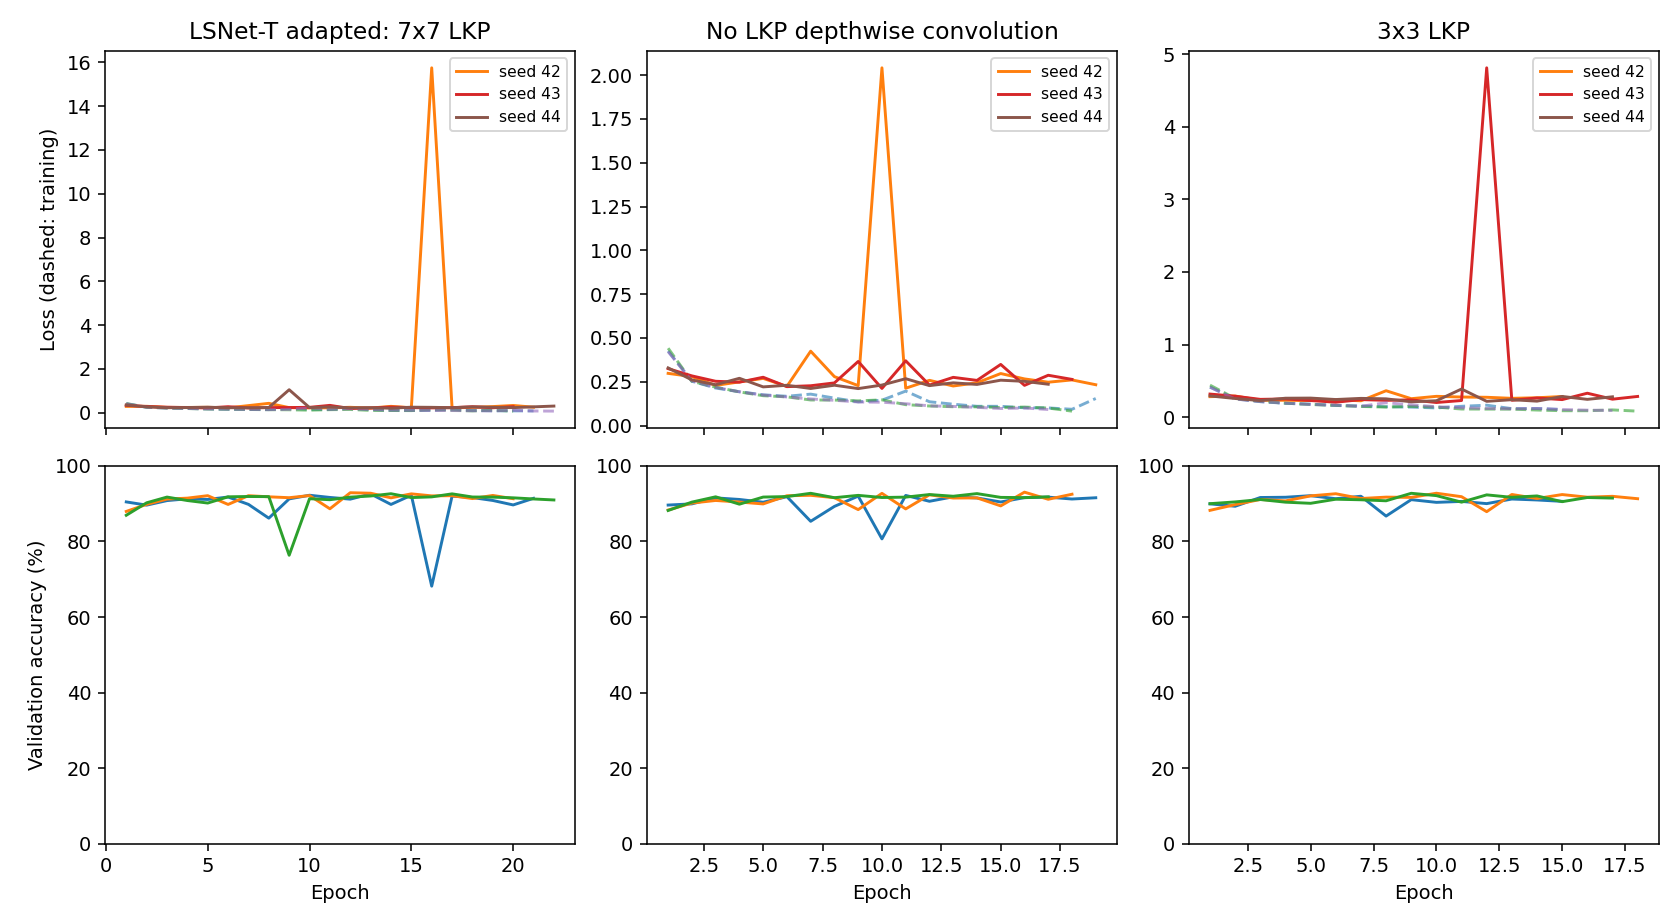 LSNet-T adapted: 7x7 LKP
No LKP depthwise convolution
3x3 LKP
Loss (dashed: training)
16
14
12
10
8
6
4
2
0
seed 42
seed 43
seed 44
2.00
1.75
1.50
1.25
1.00
0.75
0.50
0.25
0.00
seed 42
seed 43
seed 44
5
4
3
2
1
0
seed 42
seed 43
seed 44
Validation accuracy (%)
100
80
60
40
20
0
0 5 10 15 20
Epoch
100
80
60
40
20
0
2.5 5.0 7.5 10.0 12.5 15.0 17.5
Epoch
100
80
60
40
20
0
2.5 5.0 7.5 10.0 12.5 15.0 17.5
Epoch